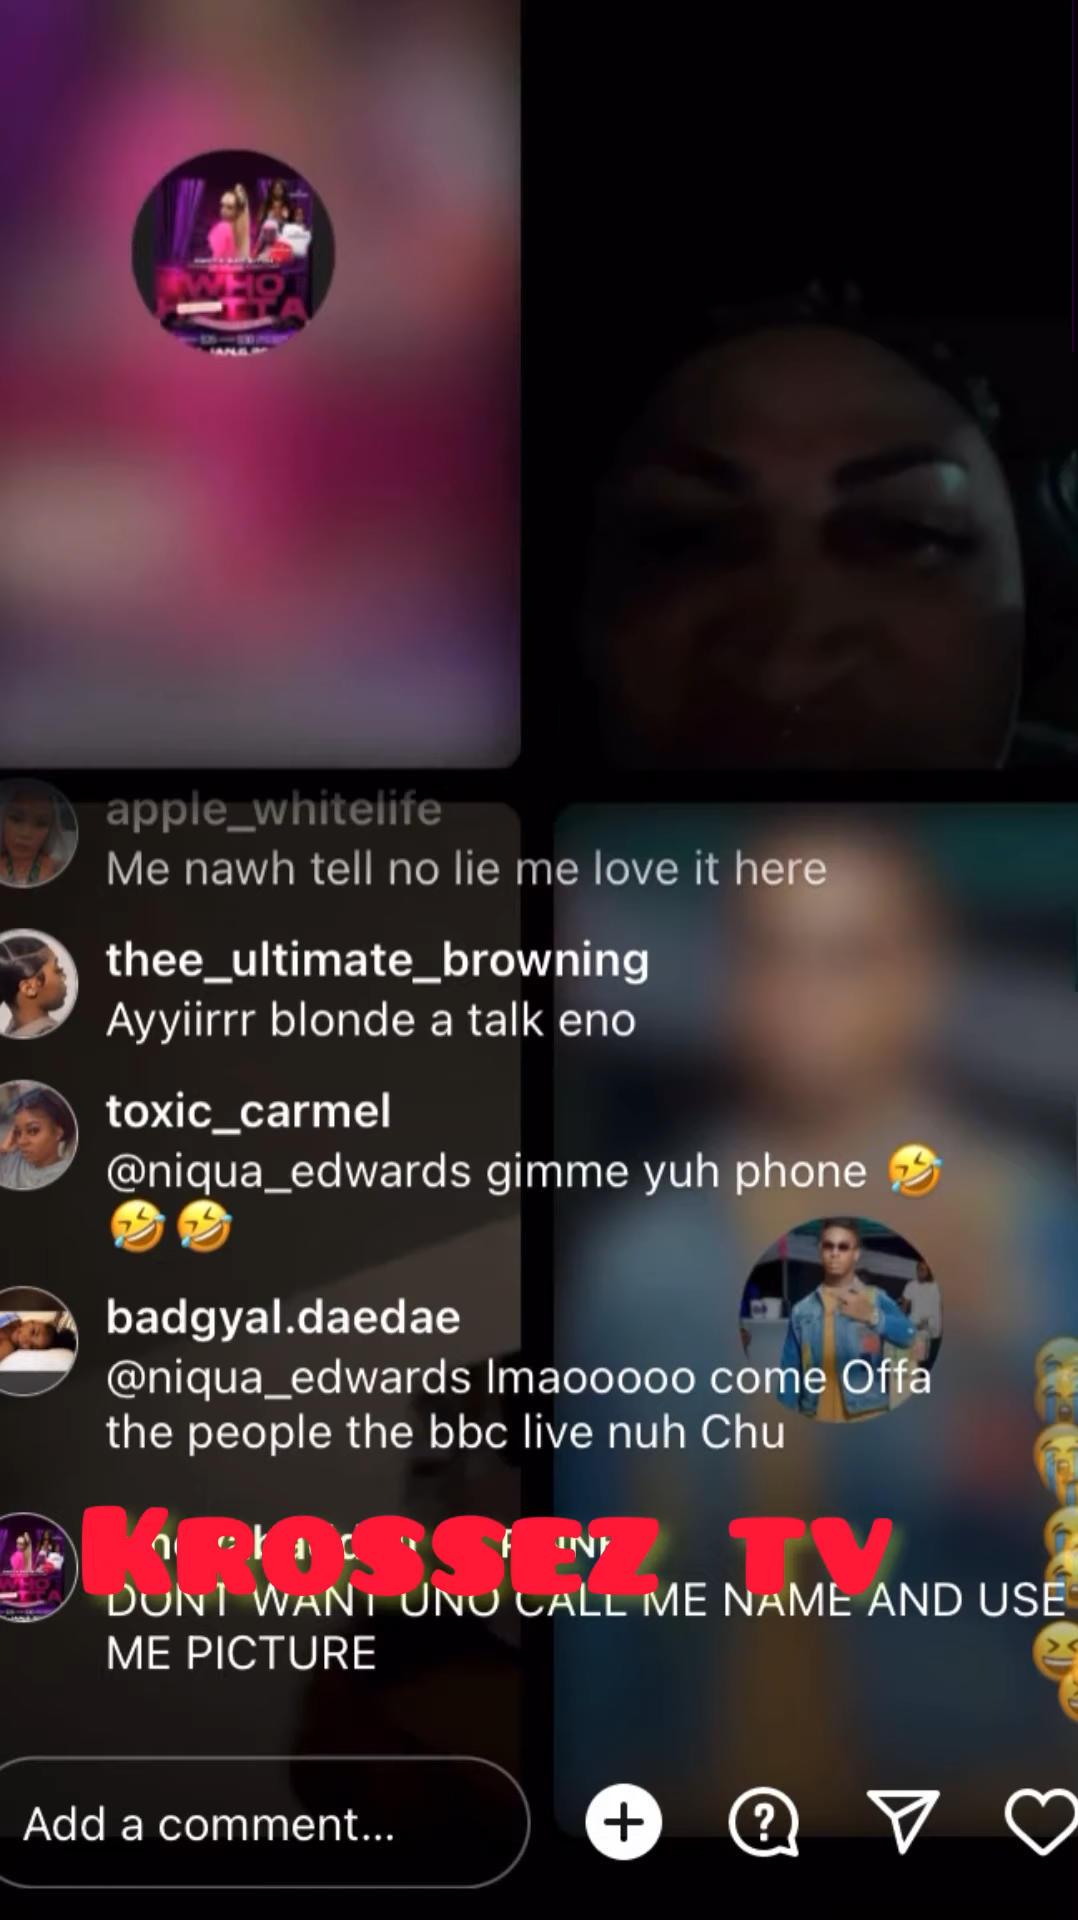 WHO
apple_whitelife
Me nawh tell no lie me love it here
thee_ultimate_browning
Ayyiirrr blonde a talk eno
toxic_carmel
@niqua_edwards gimme yuh phone 🤣
🤣🤣
badgyal.daedae
@niqua_edwards lmaooooo come Offa
the people the bbc live nuh Chu
KROSSEZ TV
DONT WANT UNO CALL ME NAME AND USE
ME PICTURE
Add a comment...